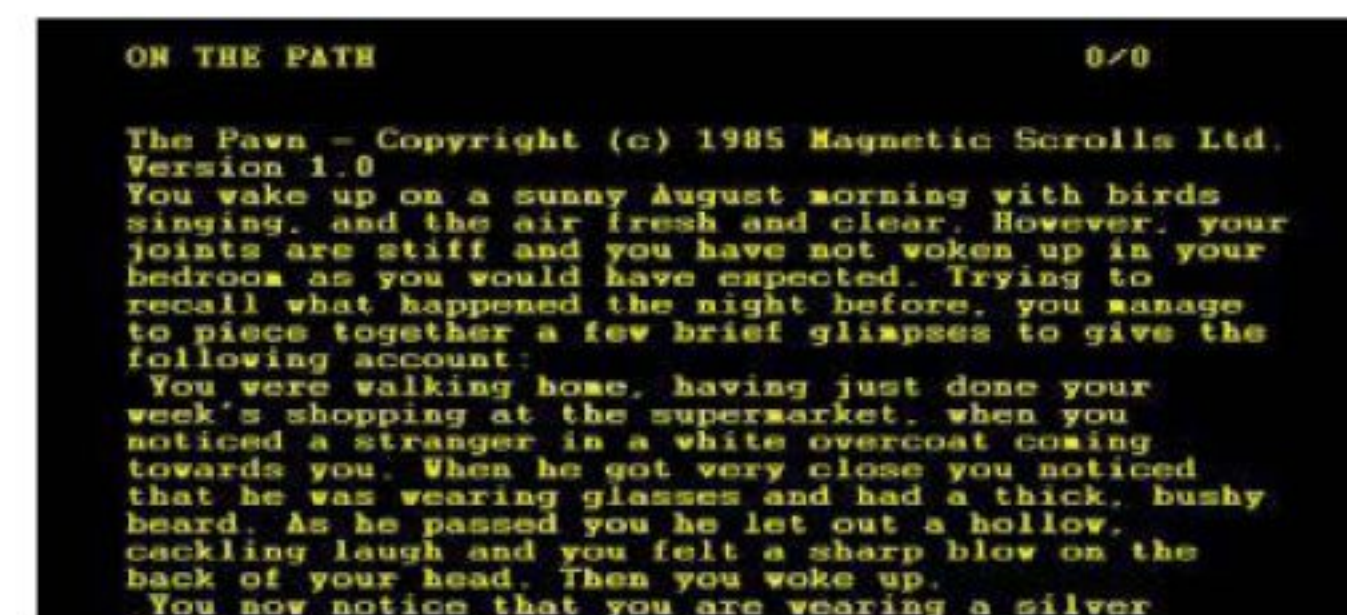 ON THE PATH 0/0
The Pawn - Copyright (c) 1985 Magnetic Scrolls Ltd.
Version 1.0
You wake up on a sunny August morning with birds
singing, and the air fresh and clear. However, your
joints are stiff and you have not woken up in your
bedroom as you would have expected. Trying to
recall what happened the night before, you manage
to piece together a few brief glimpses to give the
following account:
You were walking home, having just done your
week's shopping at the supermarket, when you
noticed a stranger in a white overcoat coming
towards you. When he got very close you noticed
that he was wearing glasses and had a thick, bushy
beard. As he passed you he let out a hollow,
cackling laugh and you felt a sharp blow on the
back of your head. Then you woke up.
You now notice that you are wearing a silver